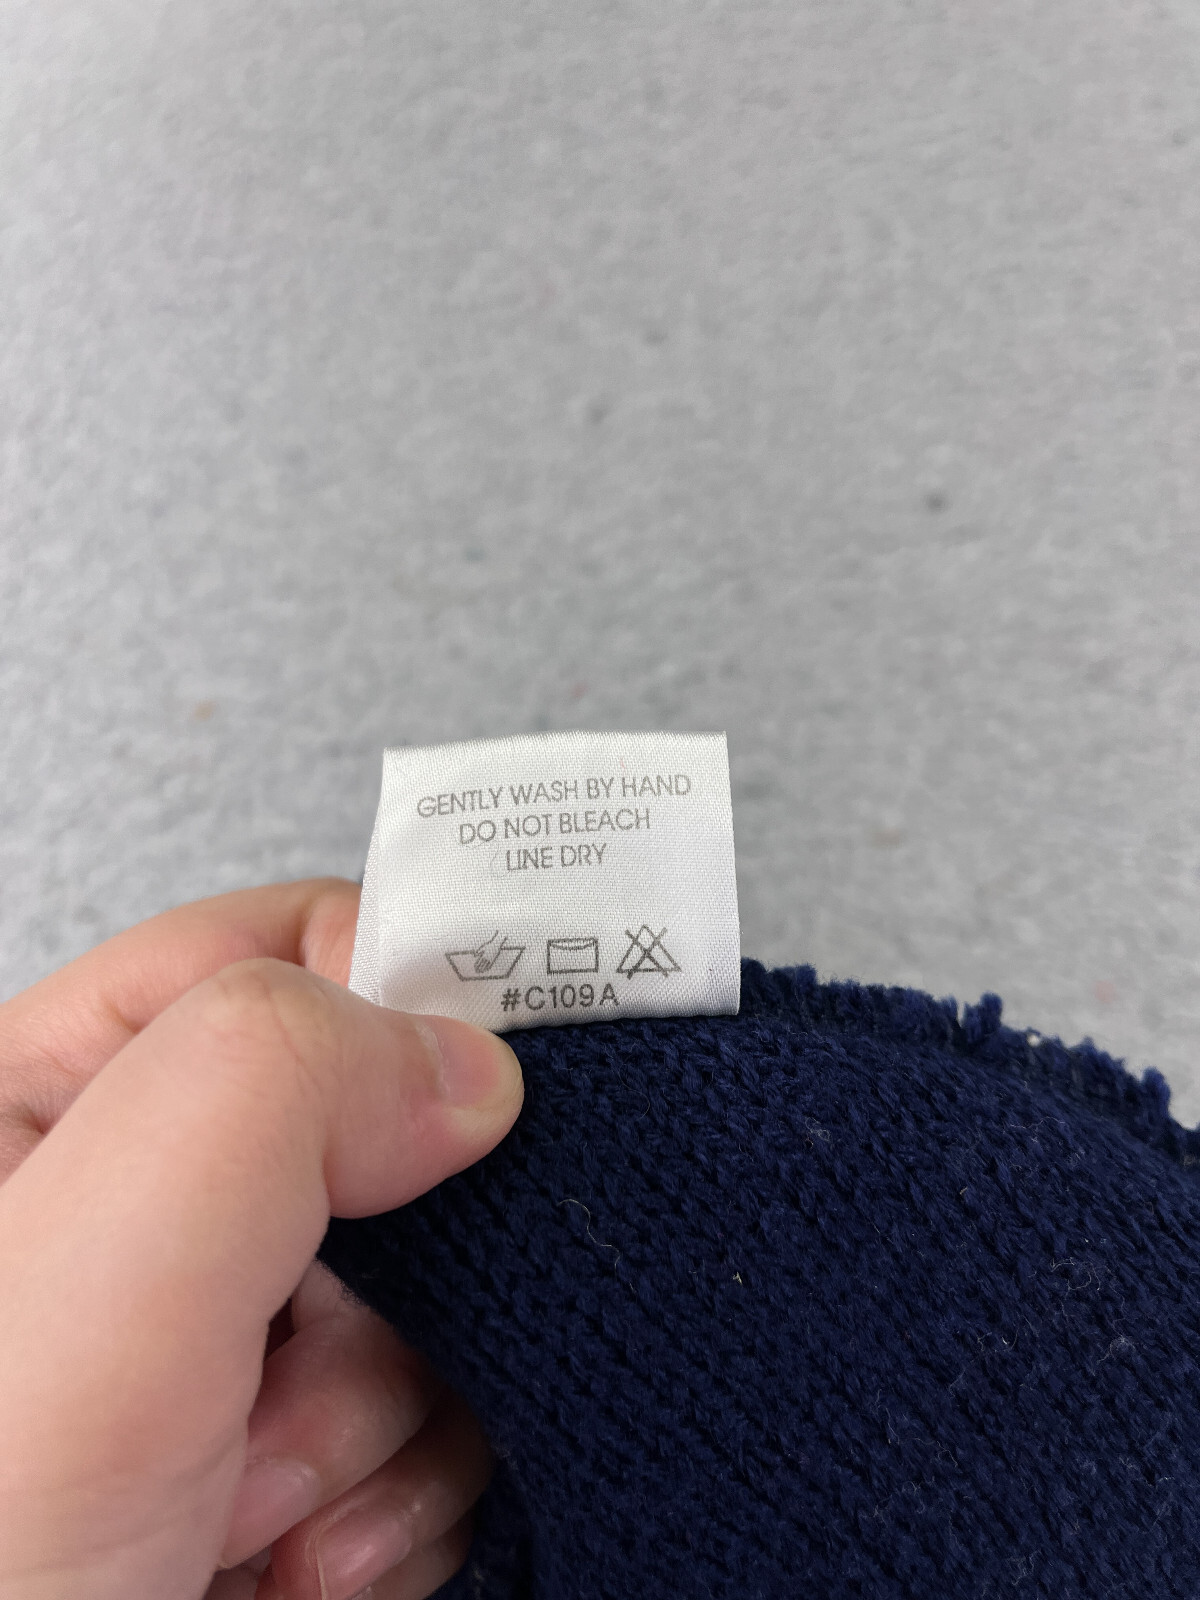 GENTLY WASH BY HAND
DO NOT BLEACH
LINE DRY
#C109A